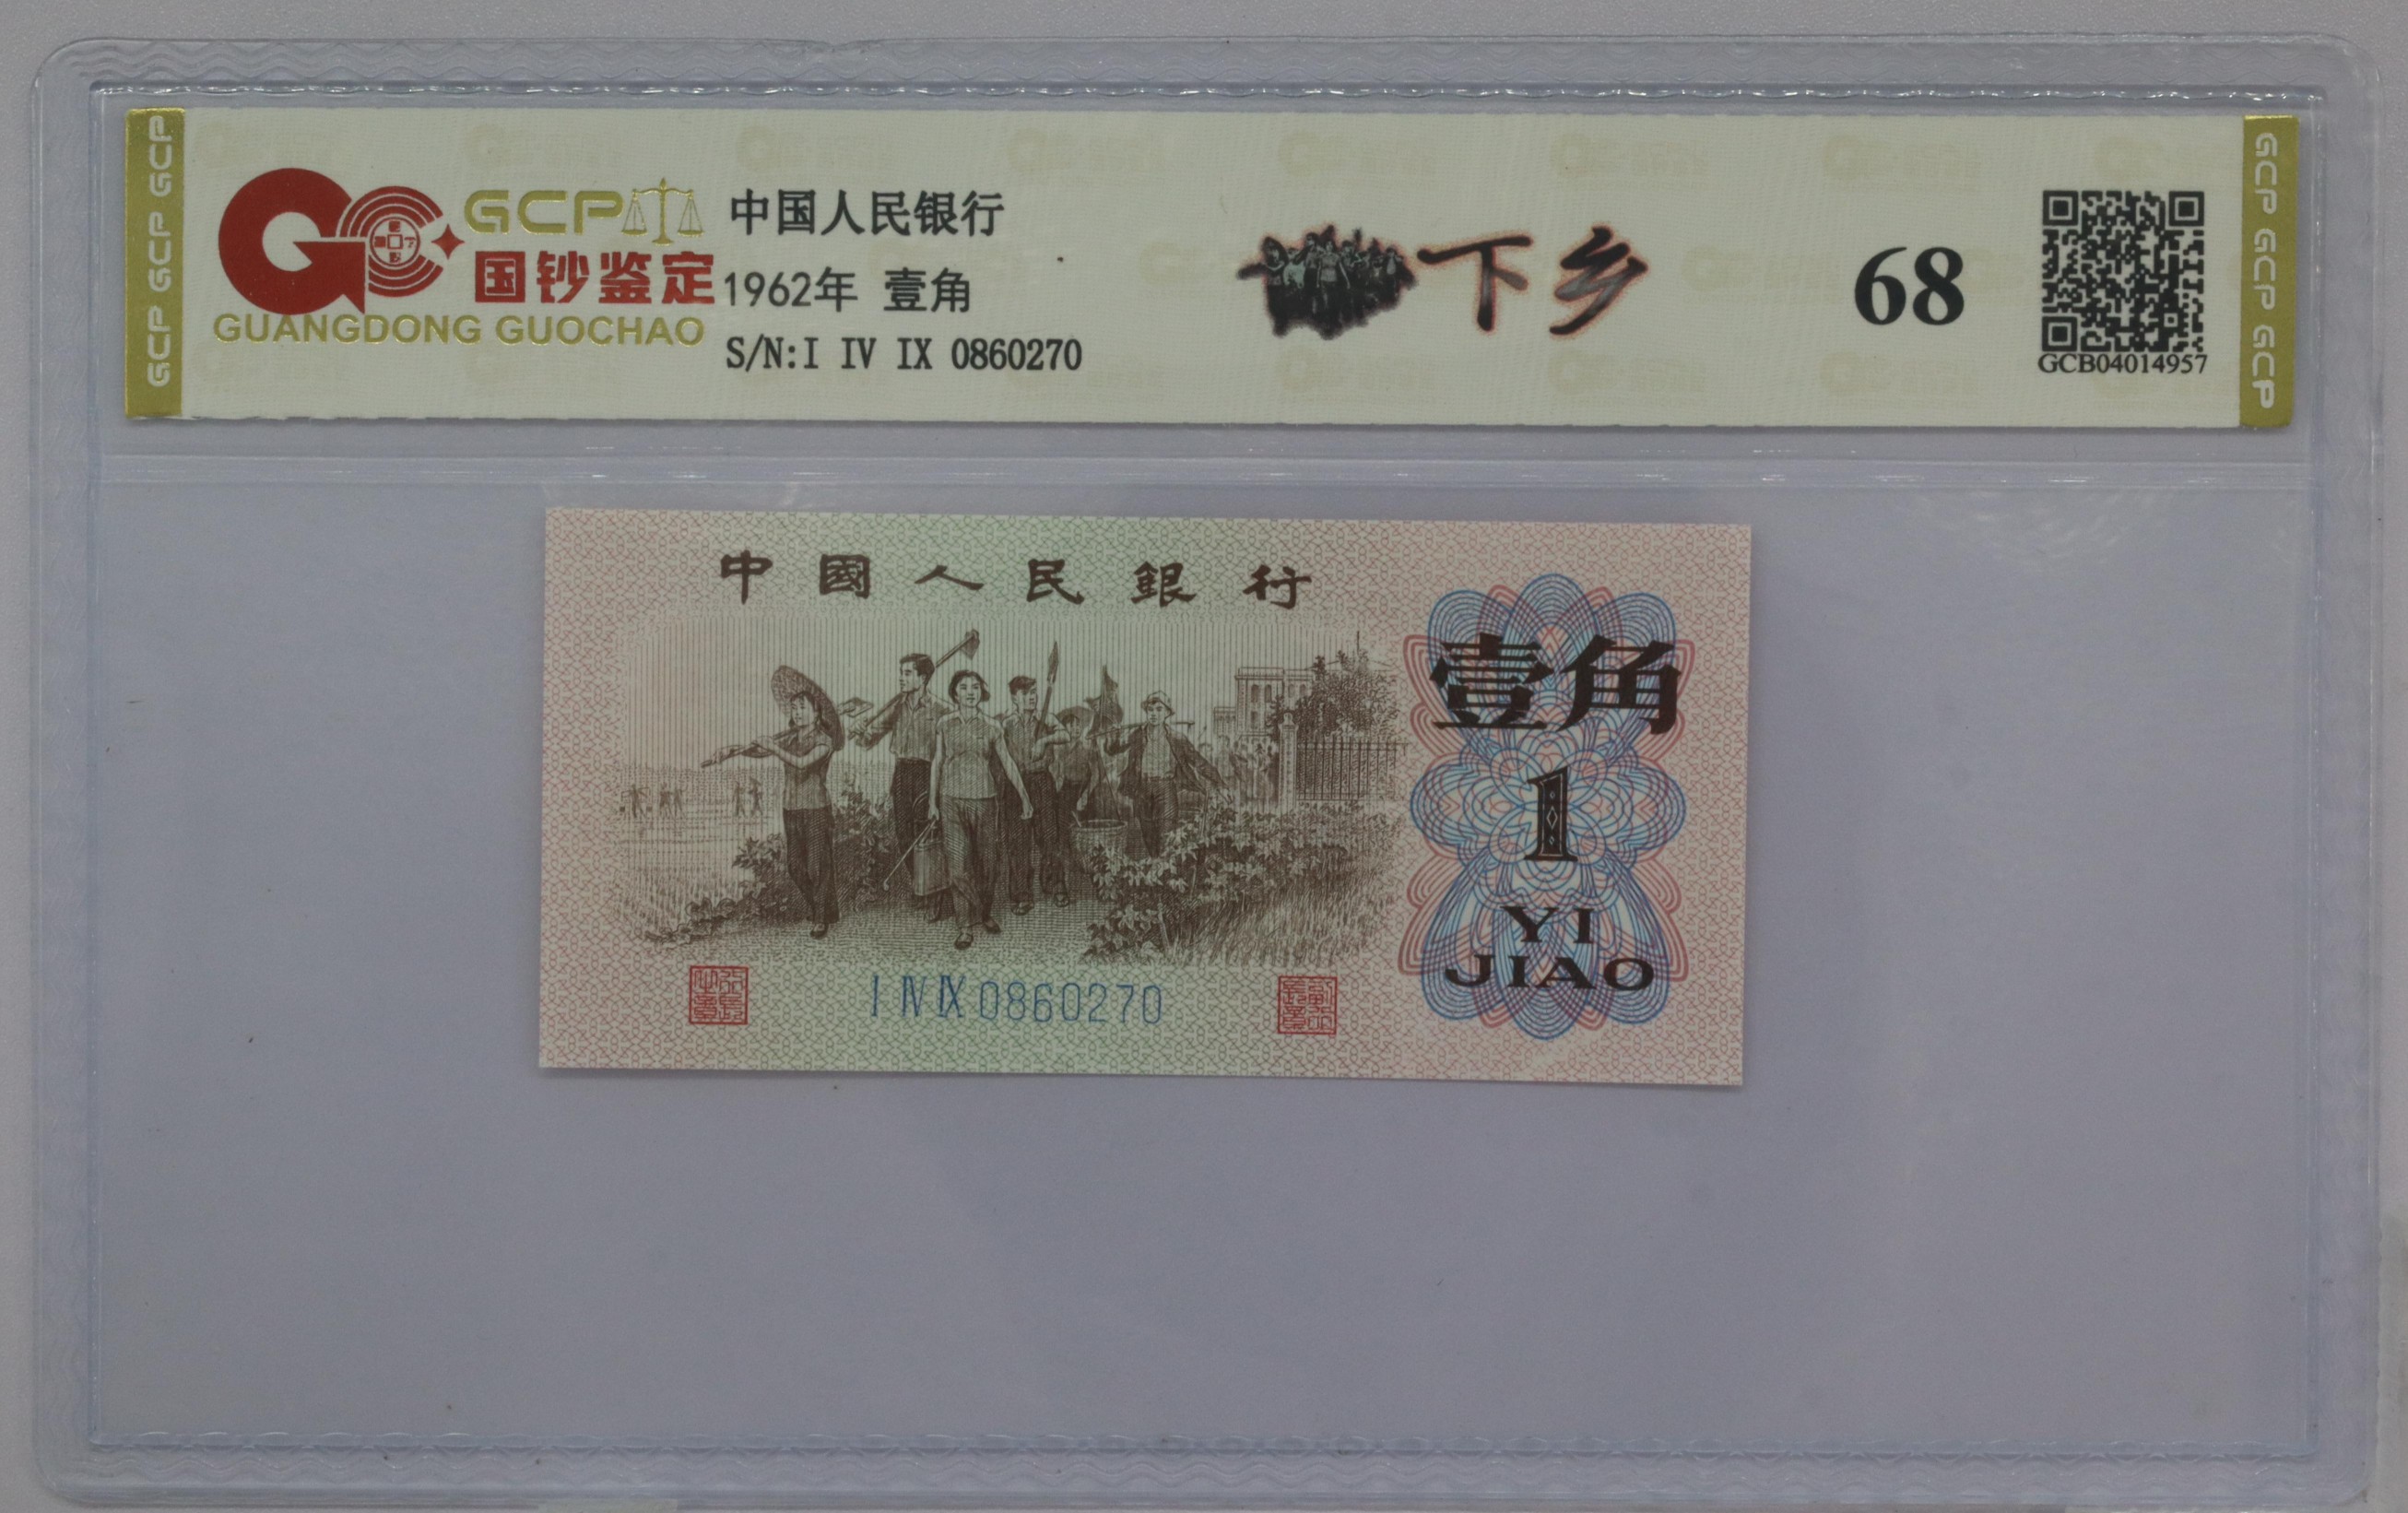 GCP GCP GCP
GCP
国钞鉴定
GUANGDONG GUOCHAO
中国人民银行
1962年 壹角
S/N:I IV IX 0860270
下乡
68
GCB04014957
GCP GCP GCP
中國人民銀行
壹角
1
YI
JIAO
I IV IX 0860270